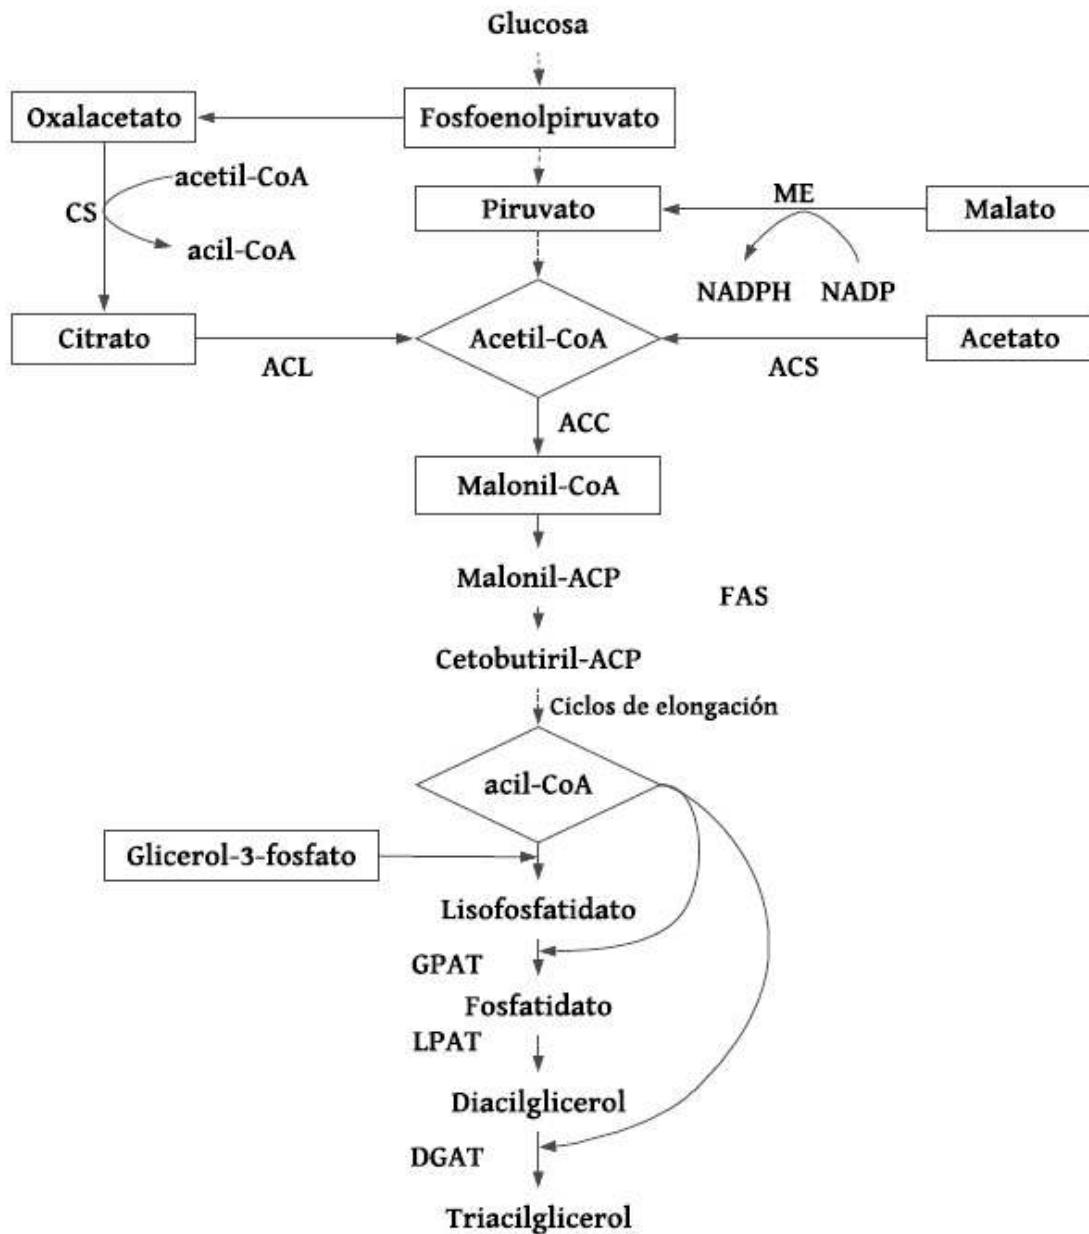 Glucosa
Oxalacetato
Fosfoenolpiruvato
acetil-CoA
CS
acil-CoA
Piruvato
ME
Malato
NADPH
NADP
Citrato
ACL
Acetil-CoA
ACS
Acetato
ACC
Malonil-CoA
Malonil-ACP
FAS
Cetobutiril-ACP
Ciclos de elongación
acil-CoA
Glicerol-3-fosfato
Lisofosfatidato
GPAT
Fosfatidato
LPAT
Diacilglicerol
DGAT
Triacilglicerol